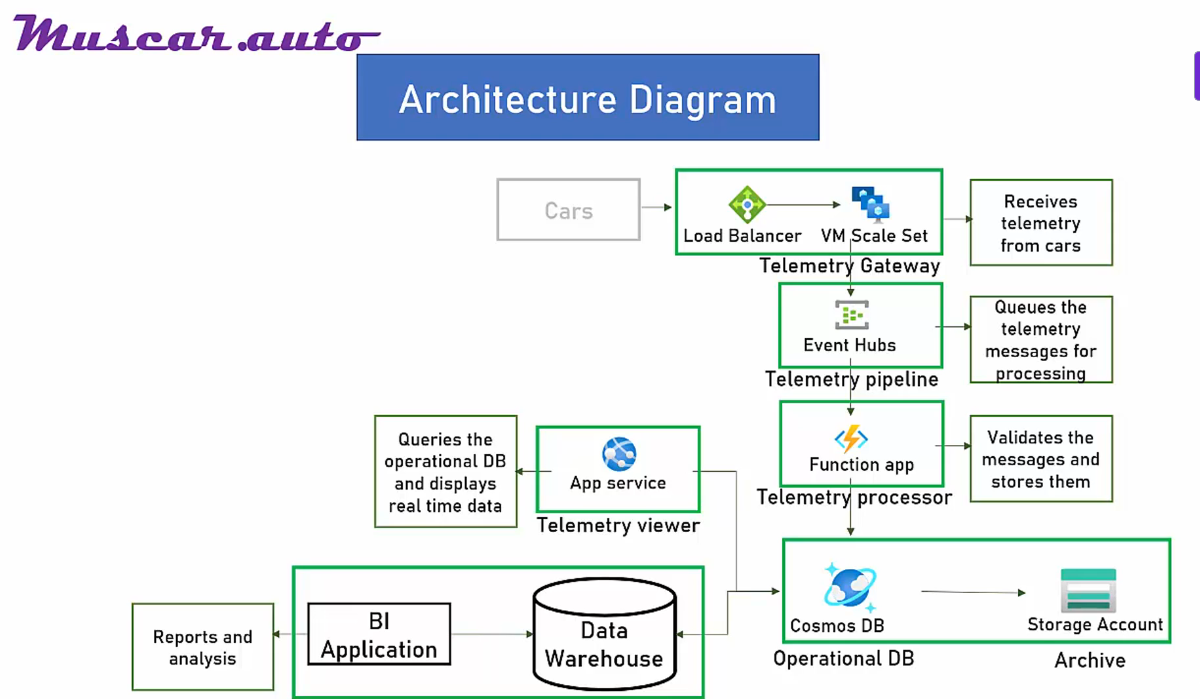 Muscar.auto
Architecture Diagram
Cars
Load Balancer
VM Scale Set
Telemetry Gateway
Receives
telemetry
from cars
Event Hubs
Telemetry pipeline
Queues the
telemetry
messages for
processing
Function app
Telemetry processor
Validates the
messages and
stores them
Queries the
operational DB
and displays
real time data
App service
Telemetry viewer
Cosmos DB
Operational DB
Storage Account
Archive
Reports and
analysis
BI
Application
Data
Warehouse